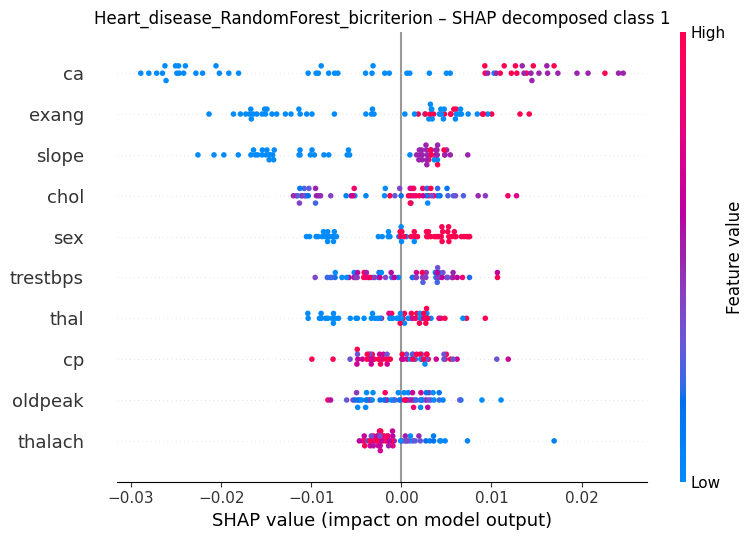 Heart_disease_RandomForest_bicriterion – SHAP decomposed class 1
High
ca
exang
slope
chol
sex
trestbps
thal
cp
oldpeak
thalach
Feature value
Low
−0.03 −0.02 −0.01 0.00 0.01 0.02
SHAP value (impact on model output)